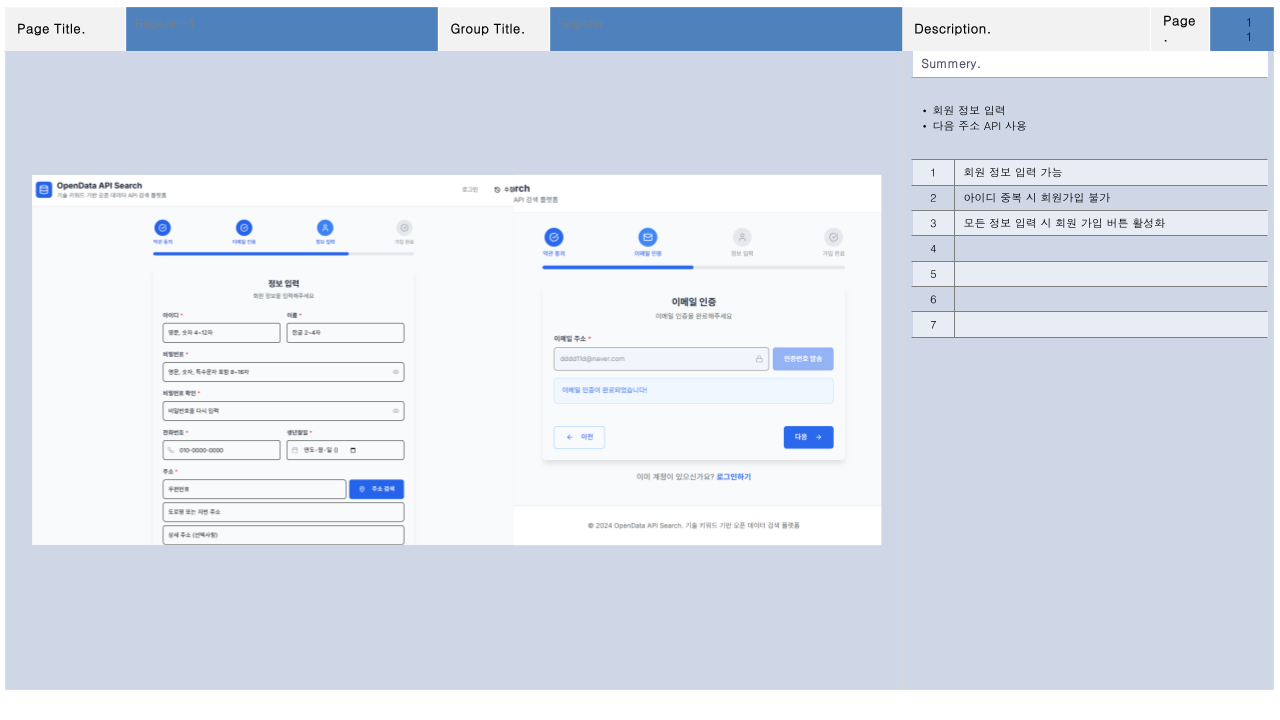 Page Title.
Group Title.
Description.
Page
.
1
1
Summery.
• 회원 정보 입력
• 다음 주소 API 사용
1 회원 정보 입력 가능
2 아이디 중복 시 회원가입 불가
3 모든 정보 입력 시 회원 가입 버튼 활성화
4
5
6
7
OpenData API Search
기술 키워드 기반 오픈 데이터 API 검색 플랫폼
로그인
약관 동의 이메일 인증 정보 입력 가입 완료
정보 입력
회원 정보를 입력해주세요
아이디 * 이름 *
영문, 숫자 4~12자 한글 2~4자
비밀번호 *
영문, 숫자, 특수문자 포함 8~16자
비밀번호 확인 *
비밀번호를 다시 입력
전화번호 * 생년월일 *
010-0000-0000 연도-월-일 ()
주소 *
우편번호 주소 검색
도로명 또는 지번 주소
상세 주소 (선택사항)
arch
API 검색 플랫폼
약관 동의 이메일 인증 정보 입력 가입 완료
이메일 인증
이메일 인증을 완료해주세요
이메일 주소 *
인증번호 발송
이메일 인증이 완료되었습니다!
← 이전 다음 →
이미 계정이 있으신가요? 로그인하기
© 2024 OpenData API Search. 기술 키워드 기반 오픈 데이터 검색 플랫폼